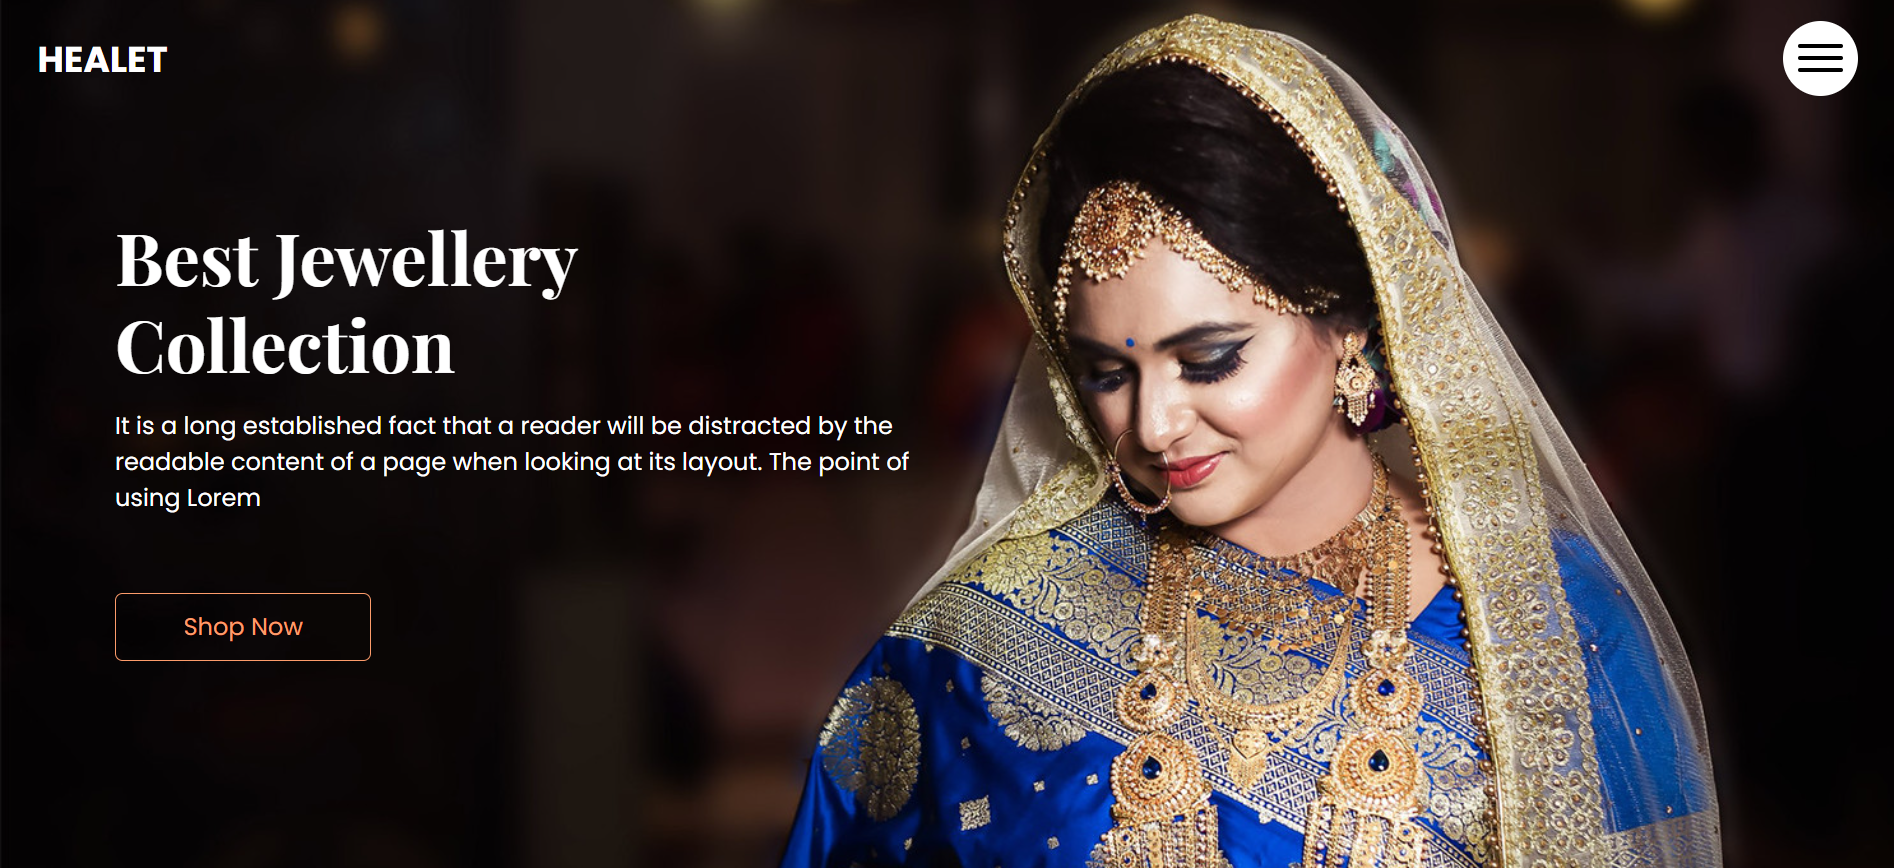 HEALET
Best Jewellery
Collection
It is a long established fact that a reader will be distracted by the
readable content of a page when looking at its layout. The point of
using Lorem
Shop Now